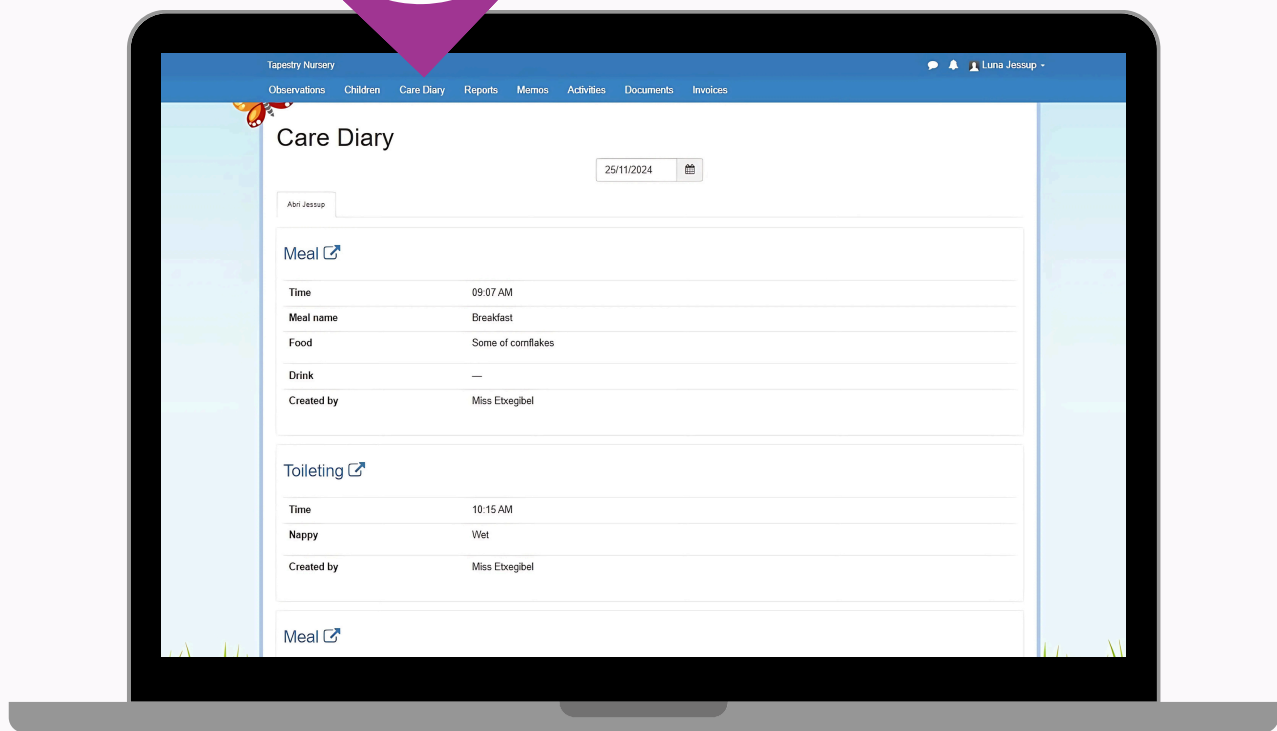 Tapestry Nursery
Luna Jessup
Observations Children Care Diary Reports Memos Activities Documents Invoices
Care Diary
25/11/2024
Abri Jessup
Meal
Time 09:07 AM
Meal name Breakfast
Food Some of cornflakes
Drink —
Created by Miss Etxegibel
Toileting
Time 10:15 AM
Nappy Wet
Created by Miss Etxegibel
Meal